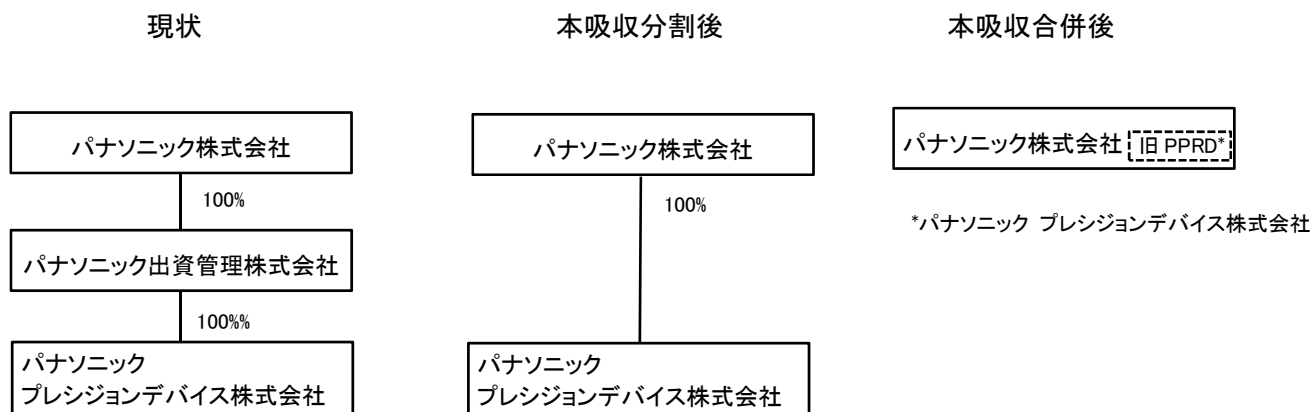 現状
パナソニック株式会社
100%
パナソニック出資管理株式会社
100%%
パナソニック
プレシジョンデバイス株式会社
本吸収分割後
パナソニック株式会社
100%
パナソニック
プレシジョンデバイス株式会社
本吸収合併後
パナソニック株式会社 旧 PPRD*
*パナソニック プレシジョンデバイス株式会社